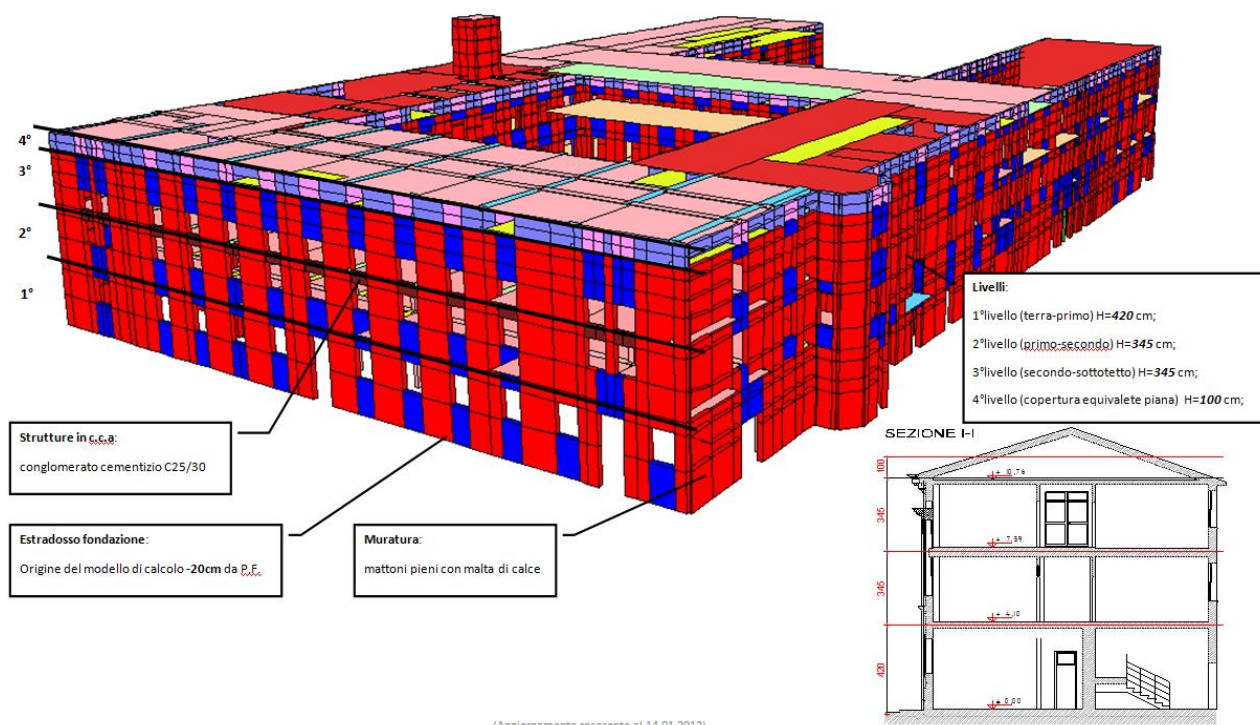 4°
3°
2°
1°
Livelli:
1°livello (terra-primo) H=420 cm;
2°livello (primo-secondo) H=345 cm;
3°livello (secondo-sottotetto) H=345 cm;
4°livello (copertura equivalete piana) H=100 cm;
Strutture in c.c.a:
conglomerato cementizio C25/30
Estradosso fondazione:
Origine del modello di calcolo -20cm da P.F.
Muratura:
mattoni pieni con malta di calce
SEZIONE I-I
100
+ 10,76
345
+ 7,59
345
+ 4,10
420
+ 0,00